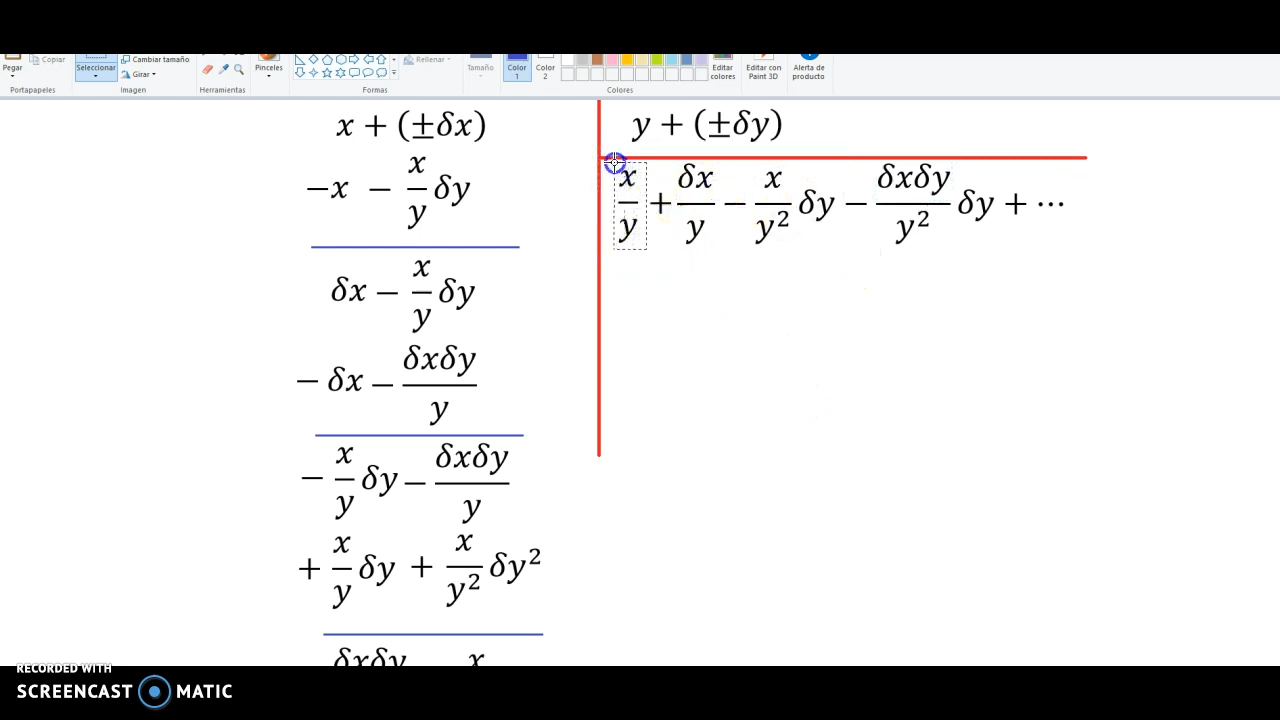 Pegar
Copiar
Seleccionar
Cambiar tamaño
Girar
Pinceles
Rellenar
Tamaño
Color 1
Color 2
Editar colores
Editar con Paint 3D
Alerta de producto
Portapapeles
Imagen
Herramientas
Formas
Colores
x + (±δx)
y + (±δy)
x/y + δx/y − x/y² δy − δxδy/y² δy + ⋯
−x − x/y δy
δx − x/y δy
− δx − δxδy/y
− x/y δy − δxδy/y
+ x/y δy + x/y² δy²
δxδy x
RECORDED WITH
SCREENCAST MATIC